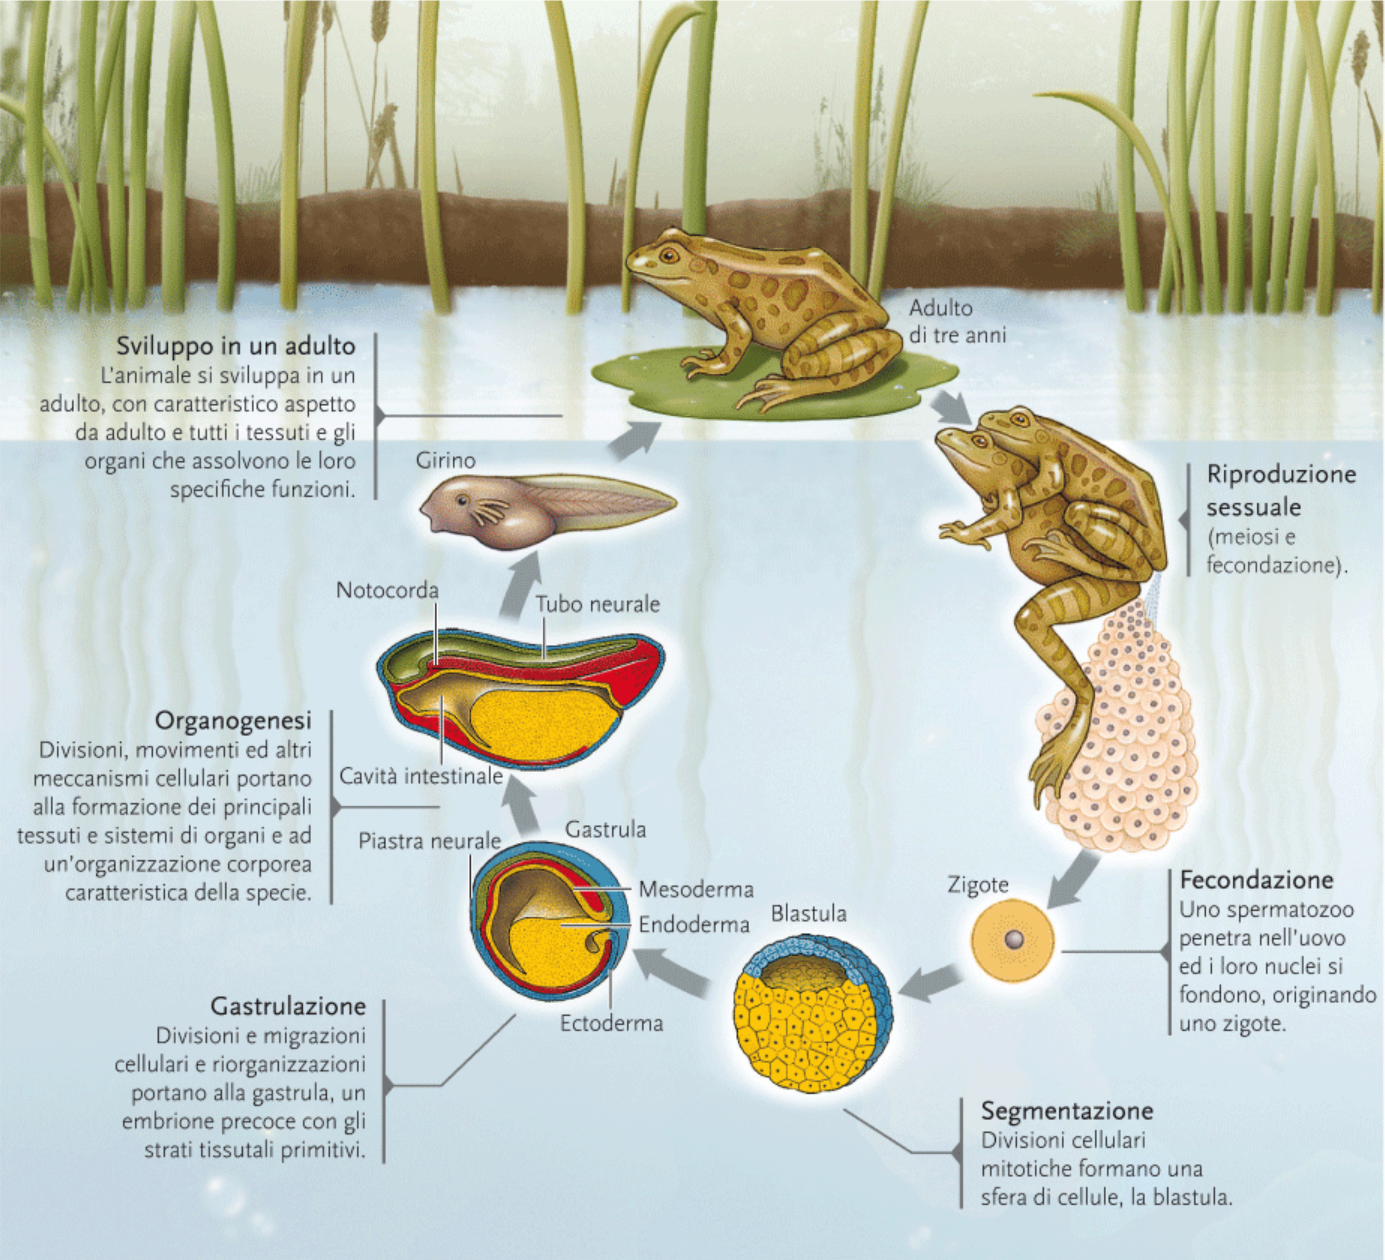 Adulto
di tre anni
Sviluppo in un adulto
L'animale si sviluppa in un
adulto, con caratteristico aspetto
da adulto e tutti i tessuti e gli
organi che assolvono le loro
specifiche funzioni.
Girino
Riproduzione
sessuale
(meiosi e
fecondazione).
Notocorda
Tubo neurale
Cavità intestinale
Organogenesi
Divisioni, movimenti ed altri
meccanismi cellulari portano
alla formazione dei principali
tessuti e sistemi di organi e ad
un'organizzazione corporea
caratteristica della specie.
Piastra neurale
Gastrula
Mesoderma
Endoderma
Ectoderma
Blastula
Zigote
Fecondazione
Uno spermatozoo
penetra nell'uovo
ed i loro nuclei si
fondono, originando
uno zigote.
Gastrulazione
Divisioni e migrazioni
cellulari e riorganizzazioni
portano alla gastrula, un
embrione precoce con gli
strati tissutali primitivi.
Segmentazione
Divisioni cellulari
mitotiche formano una
sfera di cellule, la blastula.